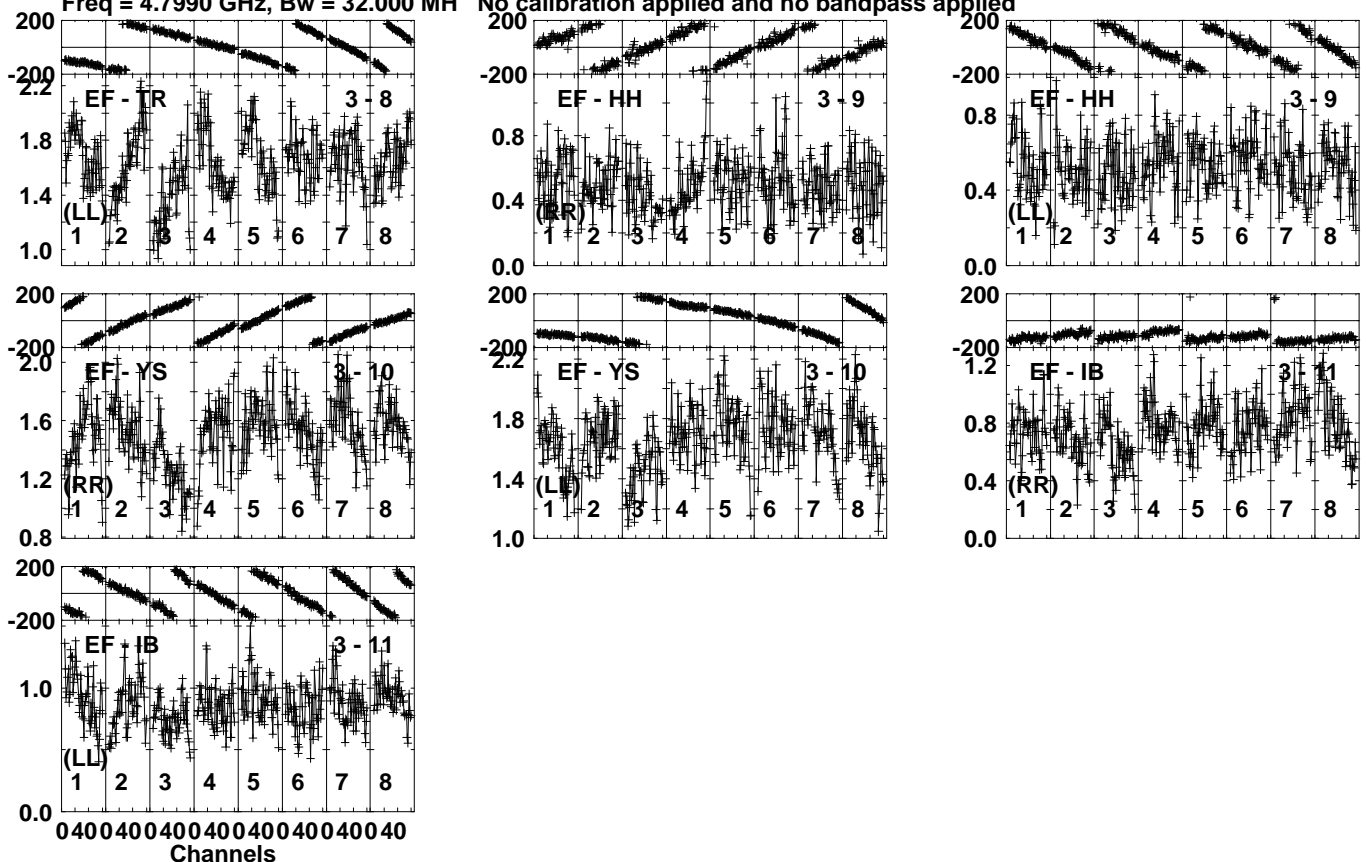 Freq = 4.7990 GHz, Bw = 32.000 MH No calibration applied and no bandpass applied
200
-200
2.2
1.8
1.4
1.0
EF - TR 3 - 8
(LL)
1 2 3 4 5 6 7 8
200
-200
0.8
0.4
0.0
EF - HH 3 - 9
(RR)
1 2 3 4 5 6 7 8
200
-200
0.8
0.4
0.0
EF - HH 3 - 9
(LL)
1 2 3 4 5 6 7 8
200
-200
2.0
1.6
1.2
0.8
EF - YS 3 - 10
(RR)
1 2 3 4 5 6 7 8
200
-200
2.2
1.8
1.4
1.0
EF - YS 3 - 10
(LL)
1 2 3 4 5 6 7 8
200
-200
1.2
0.8
0.4
0.0
EF - IB 3 - 11
(RR)
1 2 3 4 5 6 7 8
200
-200
1.0
0.0
EF - IB 3 - 11
(LL)
1 2 3 4 5 6 7 8
0 40 0 40 0 40 0 40 0 40 0 40 0 40 0 40
Channels